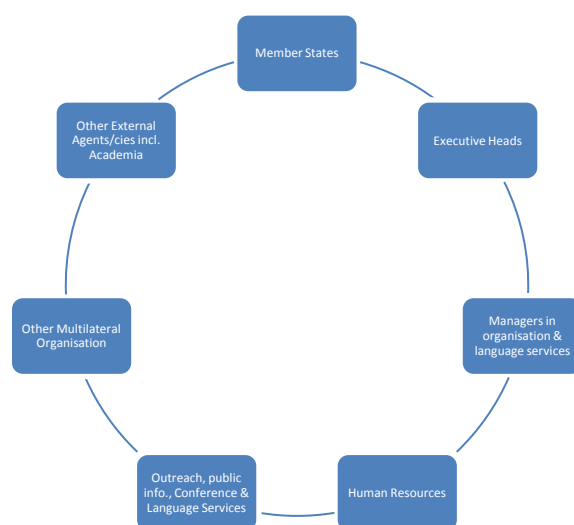 Member States
Executive Heads
Managers in
organisation &
language services
Human Resources
Outreach, public
info., Conference &
Language Services
Other Multilateral
Organisation
Other External
Agents/cies incl.
Academia